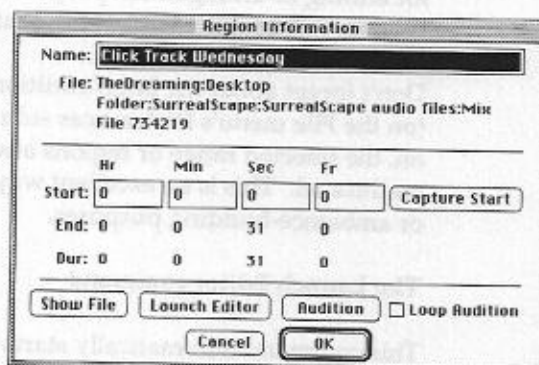 Region Information
Name: Click Track Wednesday
File: TheDreaming:Desktop
Folder:SurrealScape:SurrealScape audio files:Mix
File 734219
Hr Min Sec Fr
Start: 0 0 0 0 Capture Start
End: 0 0 31 0
Dur: 0 0 31 0
Show File Launch Editor Audition Loop Audition
Cancel OK